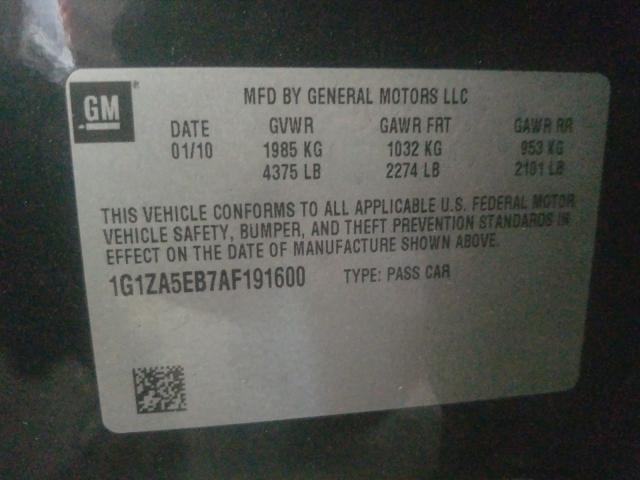 GM
MFD BY GENERAL MOTORS LLC
DATE GVWR GAWR FRT GAWR RR
01/10 1985 KG 1032 KG 953 KG
4375 LB 2274 LB 2101 LB
THIS VEHICLE CONFORMS TO ALL APPLICABLE U.S. FEDERAL MOTOR
VEHICLE SAFETY, BUMPER, AND THEFT PREVENTION STANDARDS IN
EFFECT ON THE DATE OF MANUFACTURE SHOWN ABOVE.
1G1ZA5EB7AF191600 TYPE: PASS CAR